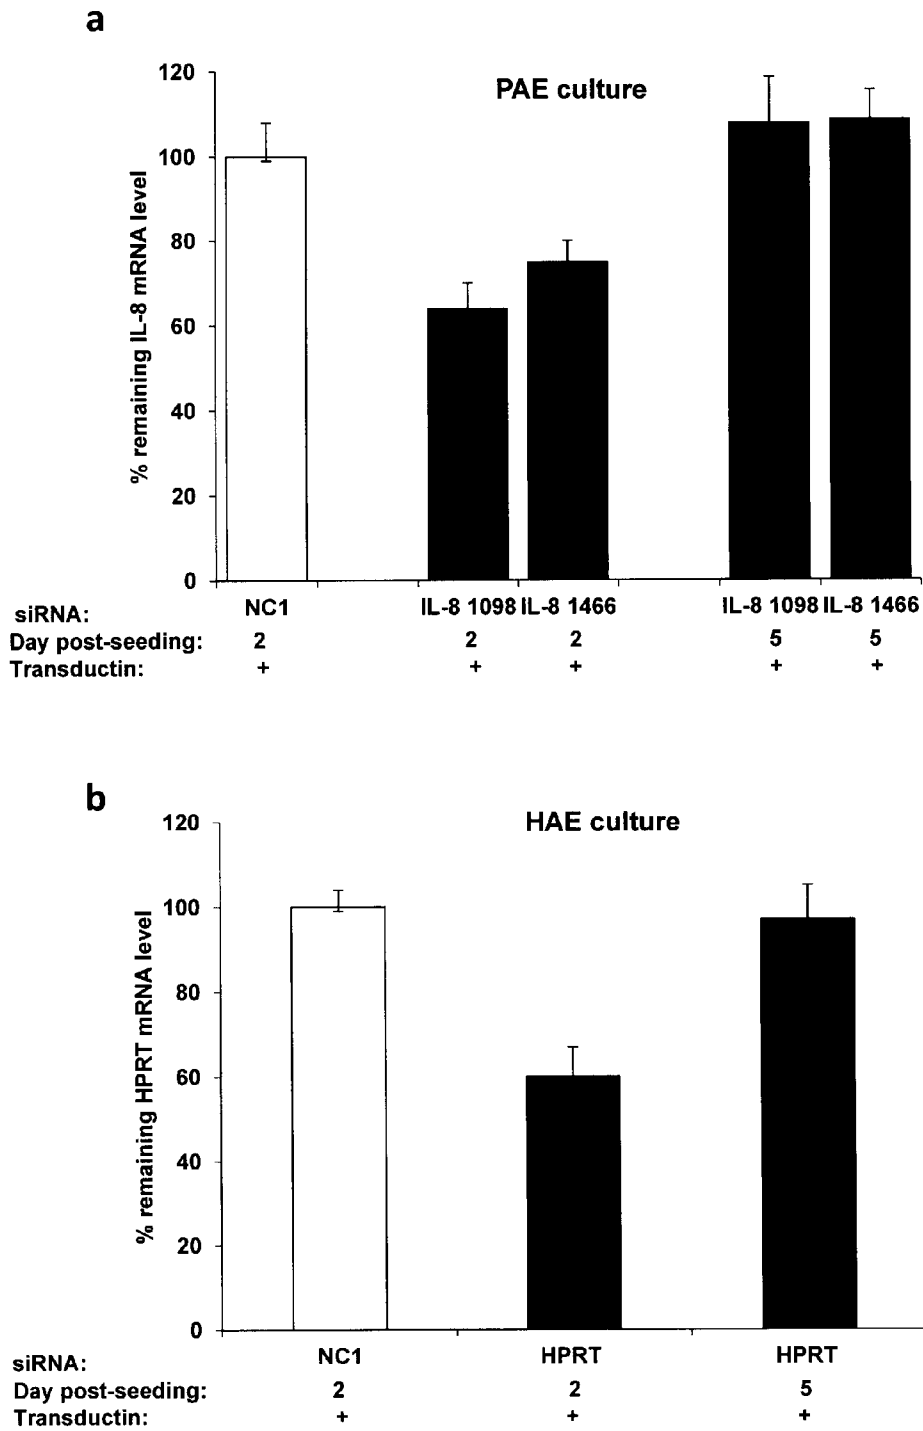 a
PAE culture
% remaining IL-8 mRNA level
120
100
80
60
40
20
0
siRNA: NC1 IL-8 1098 IL-8 1466 IL-8 1098 IL-8 1466
Day post-seeding: 2 2 2 5 5
Transductin: + + + + +
b
HAE culture
% remaining HPRT mRNA level
120
100
80
60
40
20
0
siRNA: NC1 HPRT HPRT
Day post-seeding: 2 2 5
Transductin: + + +